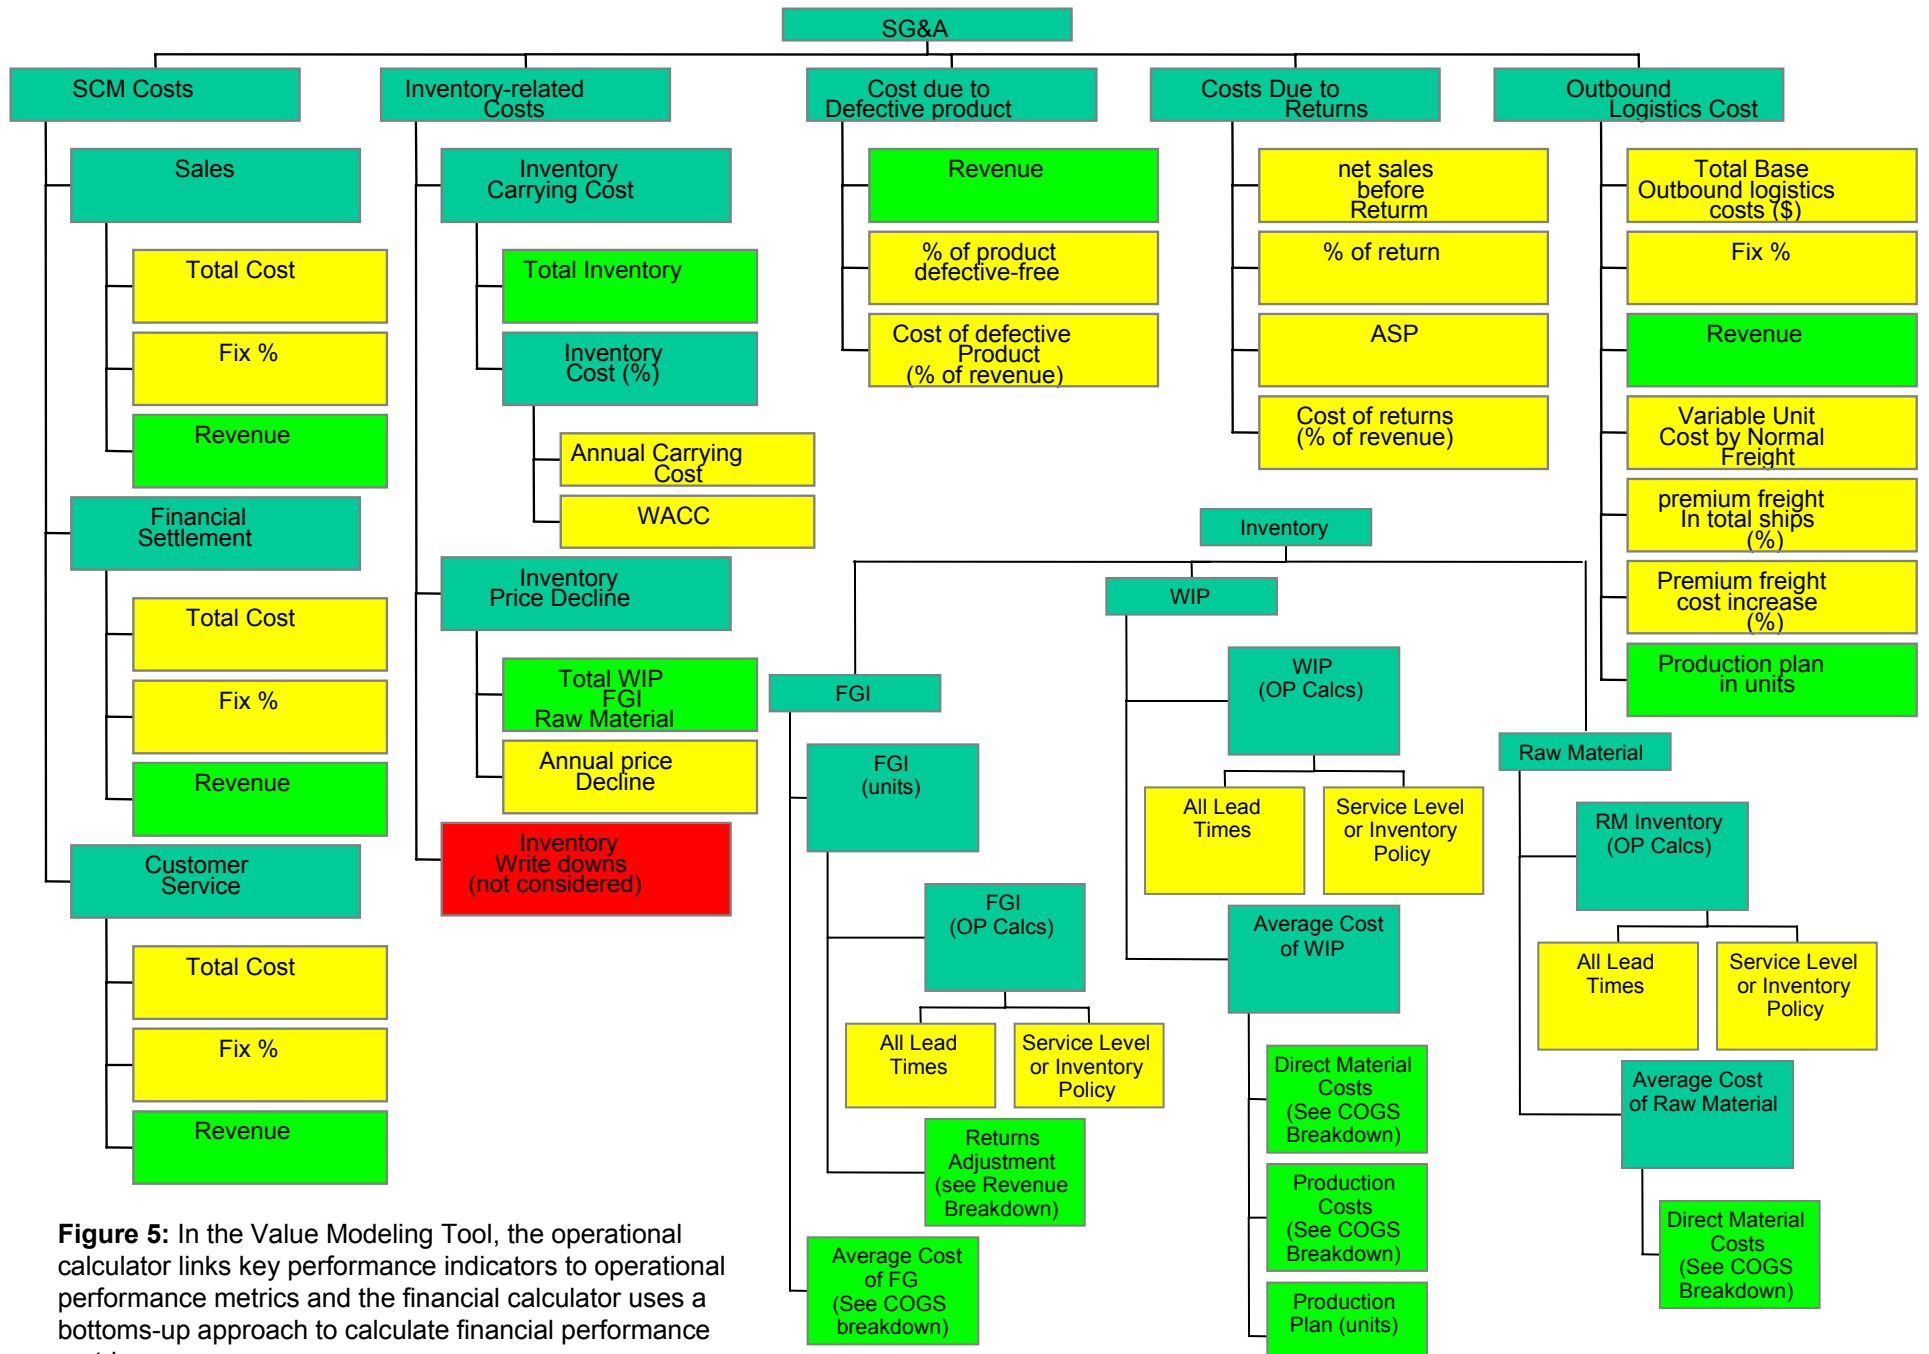 SG&A
SCM Costs
Sales
Total Cost
Fix %
Revenue
Financial
Settlement
Total Cost
Fix %
Revenue
Customer
Service
Total Cost
Fix %
Revenue
Inventory-related
Costs
Inventory
Carrying Cost
Total Inventory
Inventory
Cost (%)
Annual Carrying
Cost
WACC
Inventory
Price Decline
Total WIP
FGI
Raw Material
Annual price
Decline
Inventory
Write downs
(not considered)
Cost due to
Defective product
Revenue
% of product
defective-free
Cost of defective
Product
(% of revenue)
Costs Due to
Returns
net sales
before
Returm
% of return
ASP
Cost of returns
(% of revenue)
Outbound
Logistics Cost
Total Base
Outbound logistics
costs ($)
Fix %
Revenue
Variable Unit
Cost by Normal
Freight
premium freight
In total ships
(%)
Premium freight
cost increase
(%)
Production plan
in units
Inventory
FGI
FGI
(units)
FGI
(OP Calcs)
All Lead
Times
Service Level
or Inventory
Policy
Returns
Adjustment
(see Revenue
Breakdown)
Average Cost
of FG
(See COGS
breakdown)
WIP
WIP
(OP Calcs)
All Lead
Times
Service Level
or Inventory
Policy
Average Cost
of WIP
Direct Material
Costs
(See COGS
Breakdown)
Production
Costs
(See COGS
Breakdown)
Production
Plan (units)
Raw Material
RM Inventory
(OP Calcs)
All Lead
Times
Service Level
or Inventory
Policy
Average Cost
of Raw Material
Direct Material
Costs
(See COGS
Breakdown)
Figure 5: In the Value Modeling Tool, the operational
calculator links key performance indicators to operational
performance metrics and the financial calculator uses a
bottoms-up approach to calculate financial performance